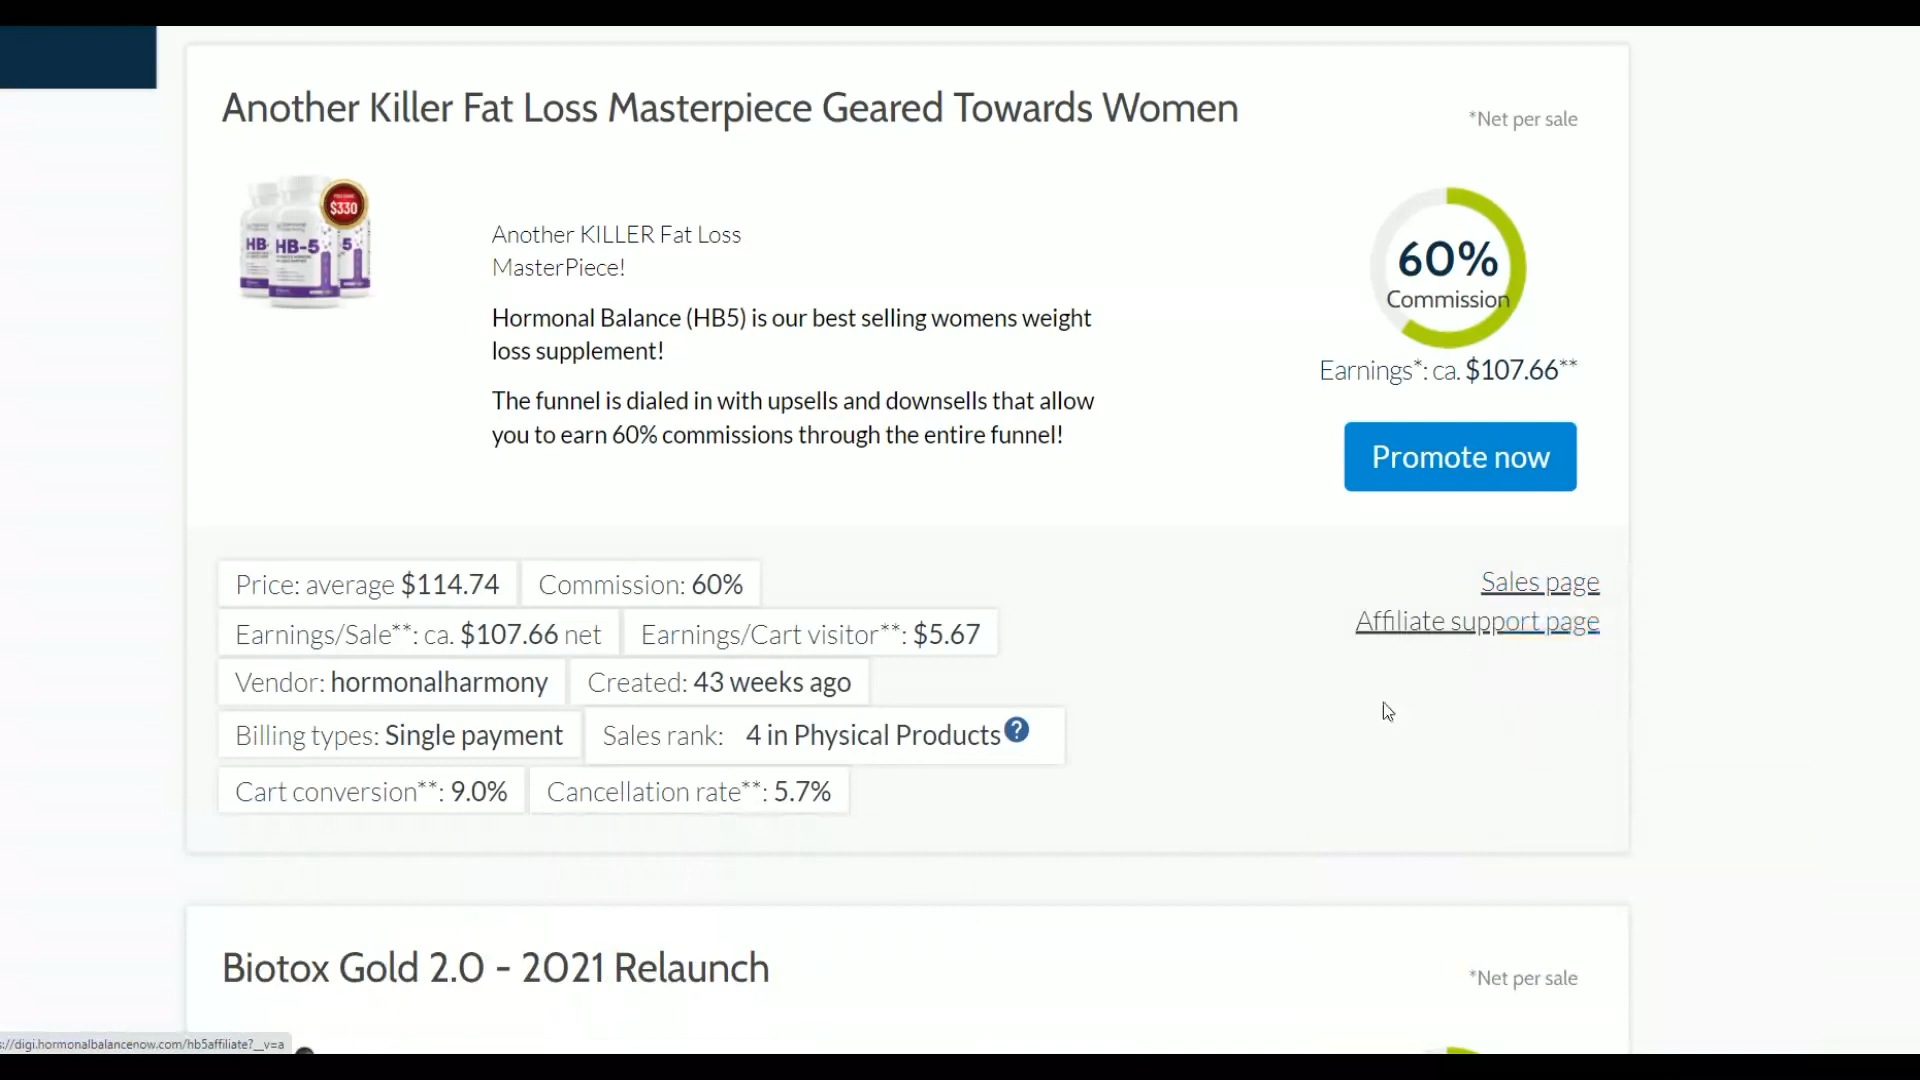 Another Killer Fat Loss Masterpiece Geared Towards Women
*Net per sale
$330
HB-5
HB-
5
Another KILLER Fat Loss
MasterPiece!
Hormonal Balance (HB5) is our best selling womens weight
loss supplement!
The funnel is dialed in with upsells and downsells that allow
you to earn 60% commissions through the entire funnel!
60%
Commission
Earnings*: ca. $107.66**
Promote now
Price: average $114.74
Commission: 60%
Earnings/Sale**: ca. $107.66 net
Earnings/Cart visitor**: $5.67
Vendor: hormonalharmony
Created: 43 weeks ago
Billing types: Single payment
Sales rank: 4 in Physical Products ?
Cart conversion**: 9.0%
Cancellation rate**: 5.7%
Sales page
Affiliate support page
Biotox Gold 2.0 - 2021 Relaunch
*Net per sale
s://digi.hormonalbalancenow.com/hb5affiliate?__v=a